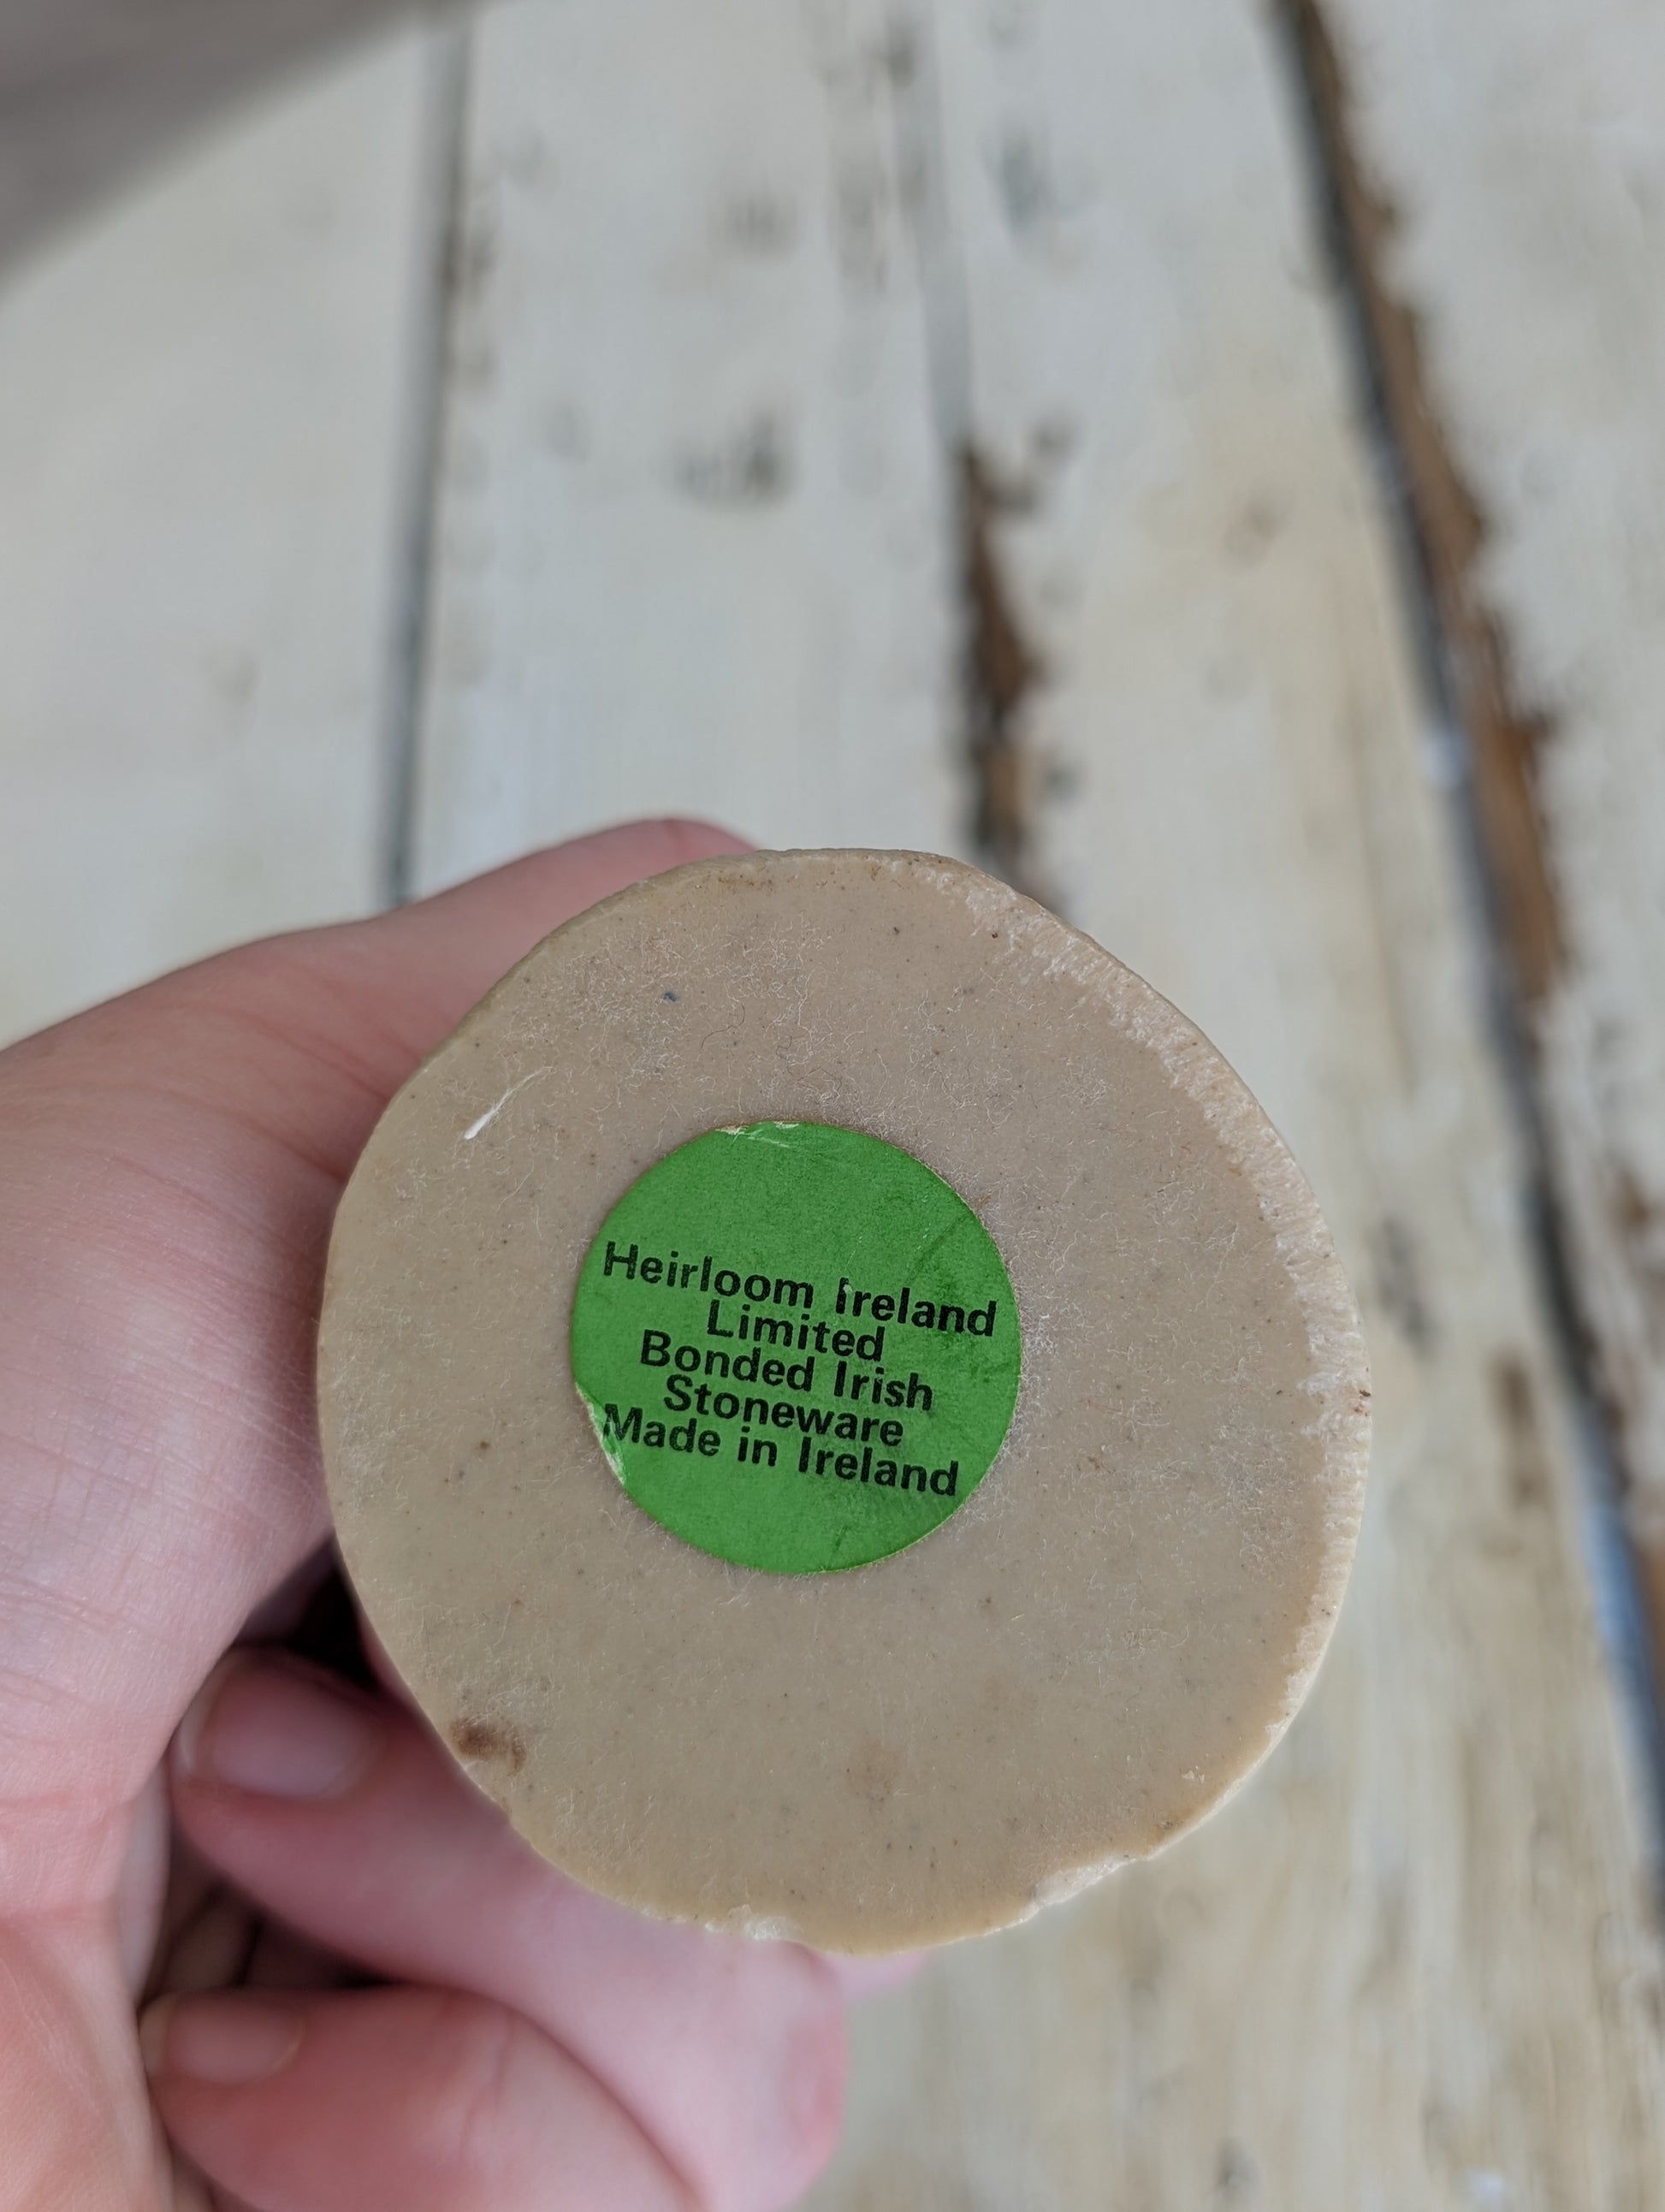 Heirloom Ireland
Limited
Bonded Irish
Stoneware
Made in Ireland